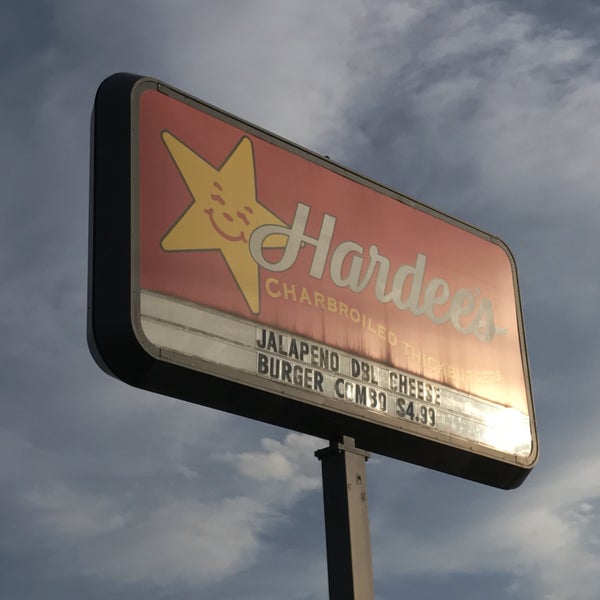 Hardee's
CHARBROILED THICKBURGERS
JALAPENO DBL CHEESE
BURGER COMBO $4.99